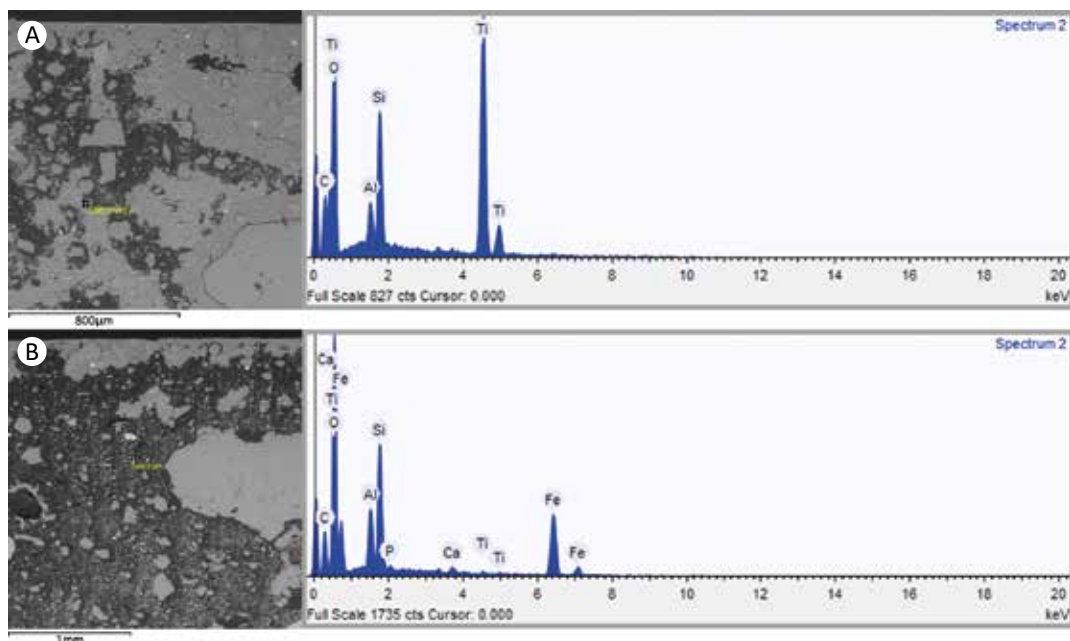 A
Spectrum 2
Ti
Ti
O
Si
C
Al
Ti
0 2 4 6 8 10 12 14 16 18 20
Full Scale 827 cts Cursor: 0.000 keV
800µm
B
Spectrum 2
Ca
Fe
Ti
O
Si
Al
C
P
Ca
Ti
Ti
Fe
Fe
0 2 4 6 8 10 12 14 16 18 20
Full Scale 1735 cts Cursor: 0.000 keV
1mm